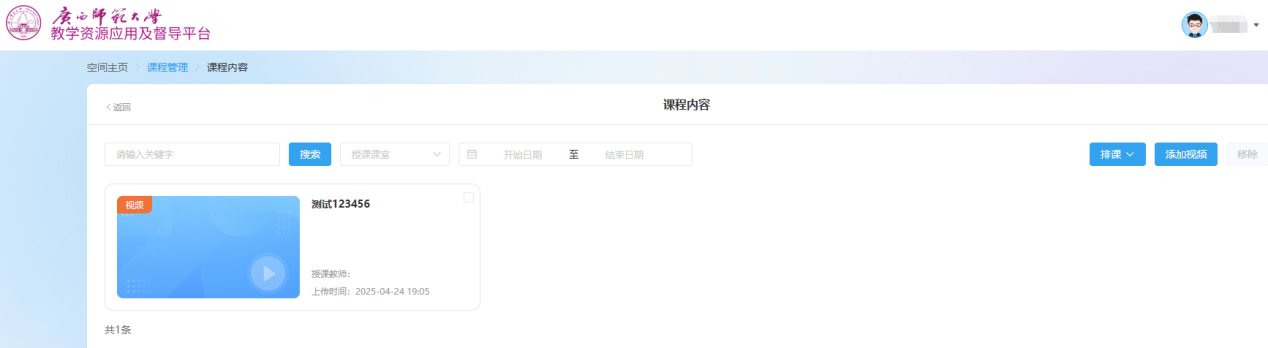 广西师范大学
教学资源应用及督导平台
空间主页 > 课程管理 > 课程内容
< 返回
课程内容
请输入关键字 搜索 授课课室 开始日期 至 结束日期 排课 添加视频 移除
视频
测试123456
授课教师：
上传时间：2025-04-24 19:05
共1条